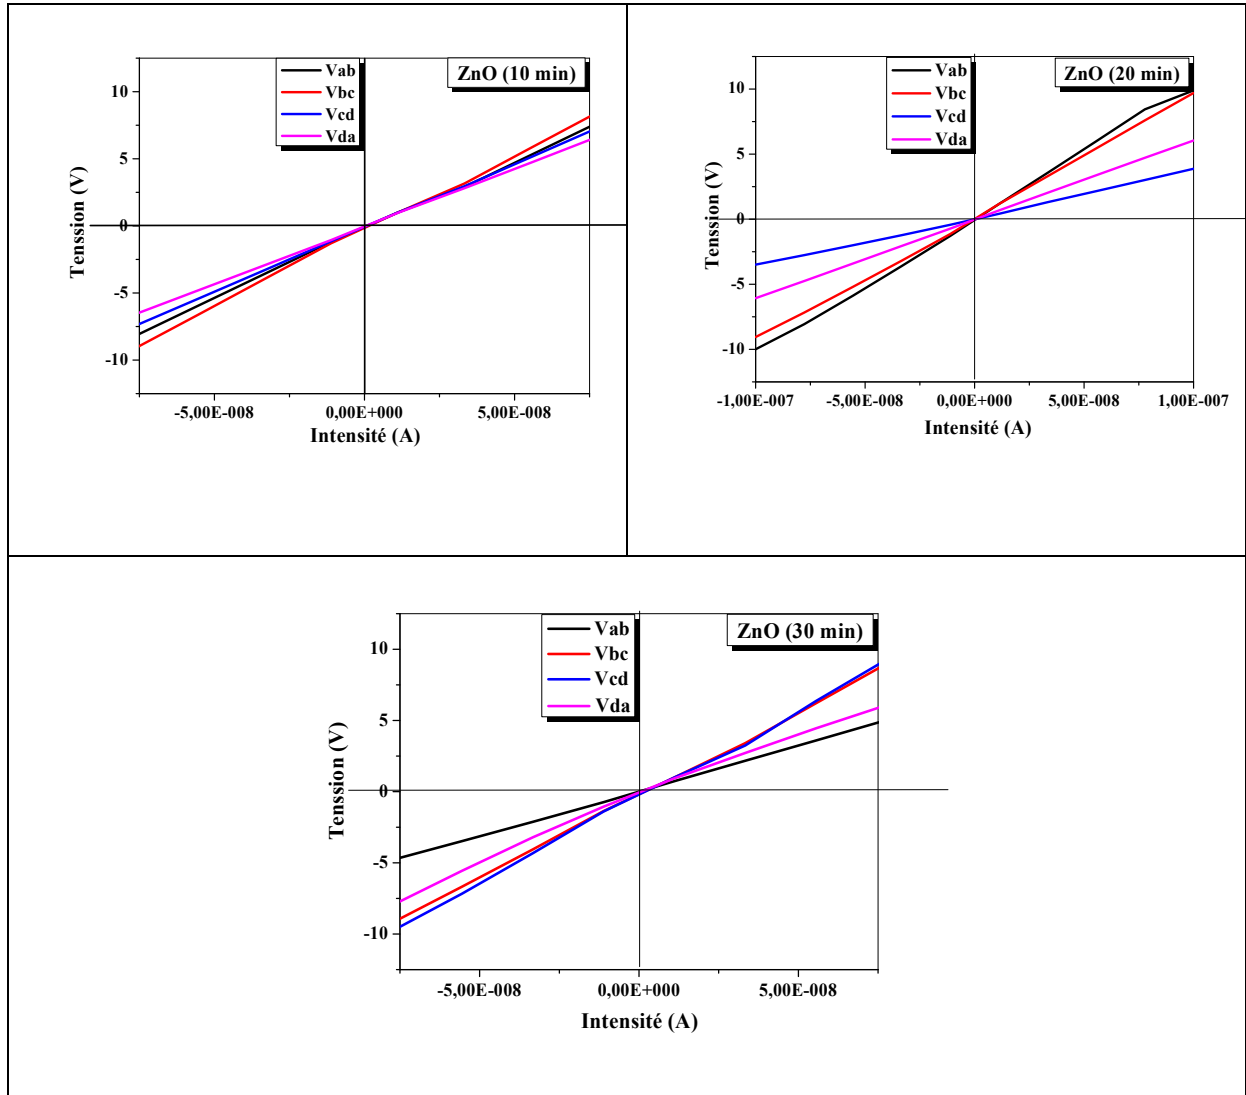 ZnO (10 min)
Vab
Vbc
Vcd
Vda
10
5
0
-5
-10
Tenssion (V)
-5,00E-008 0,00E+000 5,00E-008
Intensité (A)
ZnO (20 min)
Vab
Vbc
Vcd
Vda
10
5
0
-5
-10
Tenssion (V)
-1,00E-007 -5,00E-008 0,00E+000 5,00E-008 1,00E-007
Intensité (A)
ZnO (30 min)
Vab
Vbc
Vcd
Vda
10
5
0
-5
-10
Tenssion (V)
-5,00E-008 0,00E+000 5,00E-008
Intensité (A)